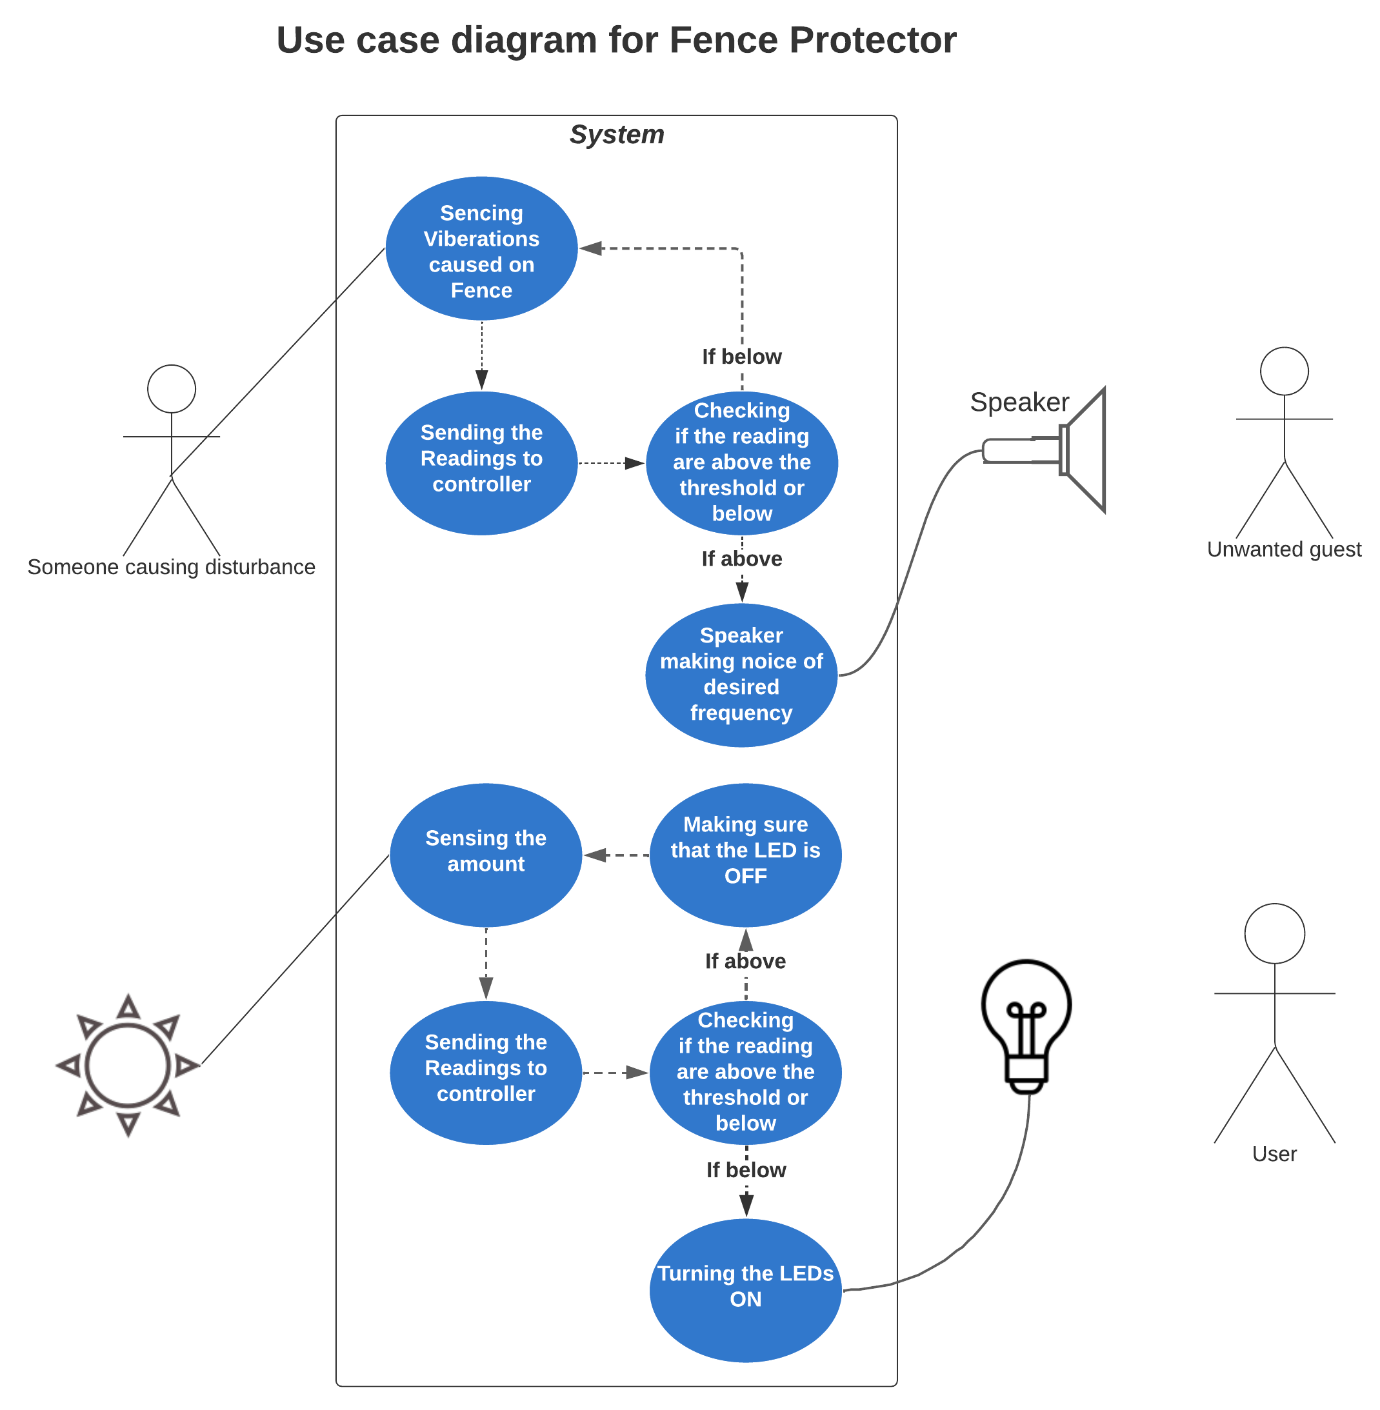 Use case diagram for Fence Protector
System
Sencing
Viberations
caused on
Fence
If below
Speaker
Sending the
Readings to
controller
Checking
if the reading
are above the
threshold or
below
Someone causing disturbance
Unwanted guest
If above
Speaker
making noice of
desired
frequency
Sensing the
amount
Making sure
that the LED is
OFF
If above
Sending the
Readings to
controller
Checking
if the reading
are above the
threshold or
below
User
If below
Turning the LEDs
ON